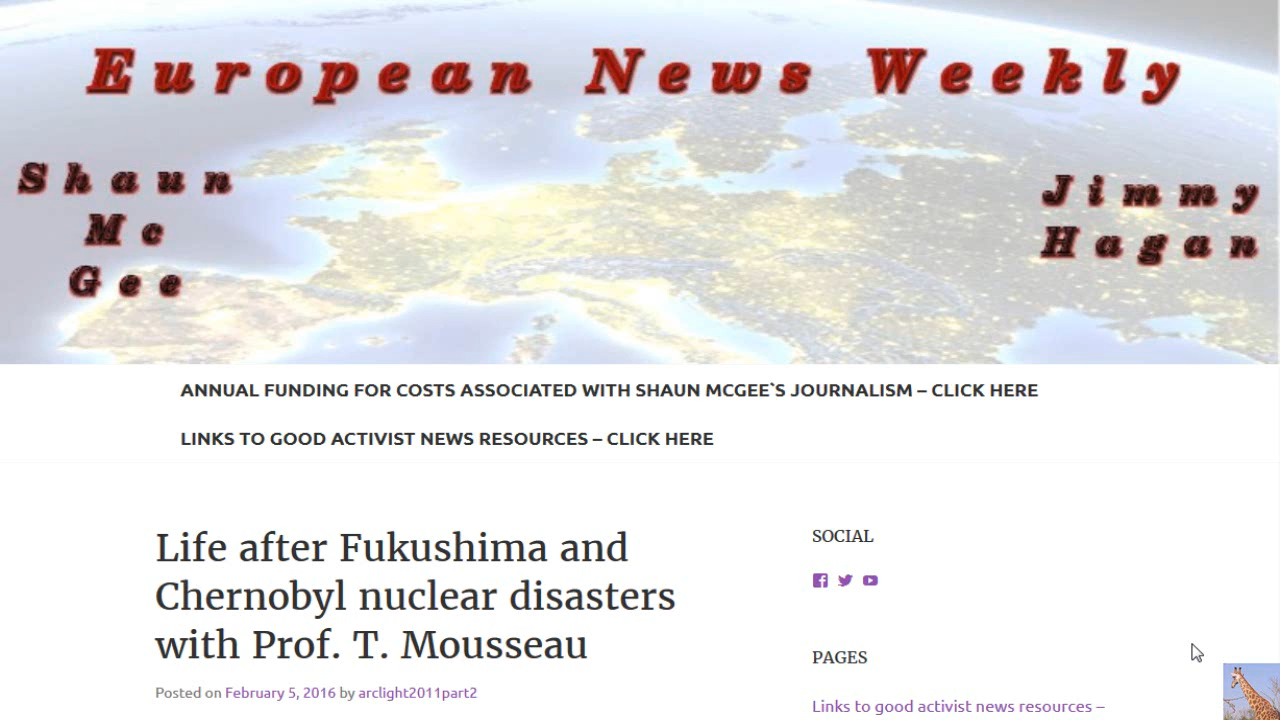 European News Weekly
Shaun
Mc
Gee
Jimmy
Hagan
ANNUAL FUNDING FOR COSTS ASSOCIATED WITH SHAUN MCGEE`S JOURNALISM – CLICK HERE
LINKS TO GOOD ACTIVIST NEWS RESOURCES – CLICK HERE
Life after Fukushima and
Chernobyl nuclear disasters
with Prof. T. Mousseau
Posted on February 5, 2016 by arclight2011part2
SOCIAL
PAGES
Links to good activist news resources –